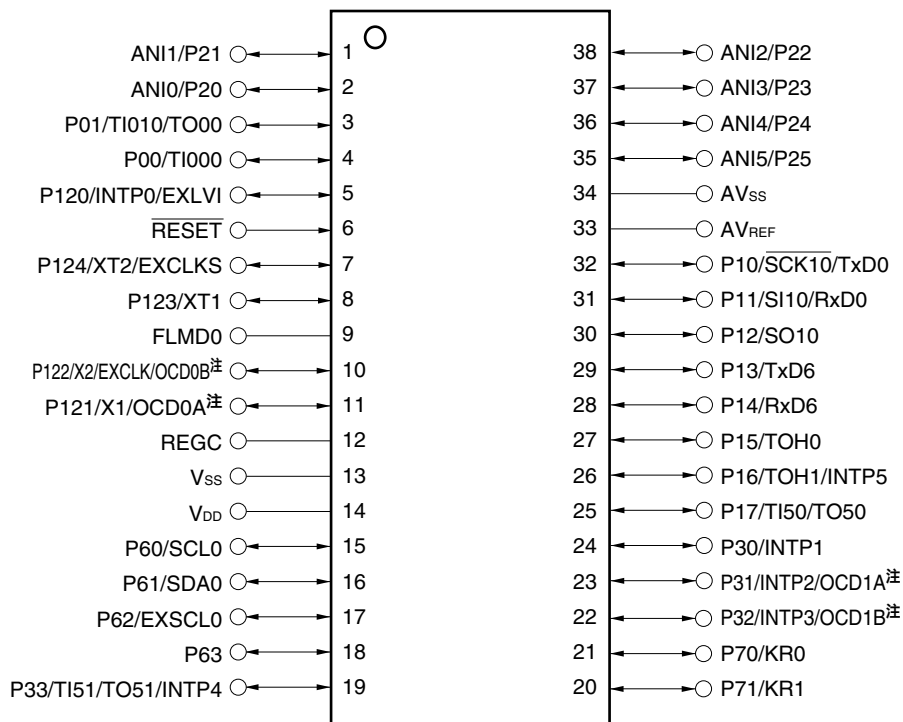 ANI1/P21 1 38 ANI2/P22
ANI0/P20 2 37 ANI3/P23
P01/TI010/TO00 3 36 ANI4/P24
P00/TI000 4 35 ANI5/P25
P120/INTP0/EXLVI 5 34 AVSS
RESET 6 33 AVREF
P124/XT2/EXCLKS 7 32 P10/SCK10/TxD0
P123/XT1 8 31 P11/SI10/RxD0
FLMD0 9 30 P12/SO10
P122/X2/EXCLK/OCD0B注 10 29 P13/TxD6
P121/X1/OCD0A注 11 28 P14/RxD6
REGC 12 27 P15/TOH0
VSS 13 26 P16/TOH1/INTP5
VDD 14 25 P17/TI50/TO50
P60/SCL0 15 24 P30/INTP1
P61/SDA0 16 23 P31/INTP2/OCD1A注
P62/EXSCL0 17 22 P32/INTP3/OCD1B注
P63 18 21 P70/KR0
P33/TI51/TO51/INTP4 19 20 P71/KR1